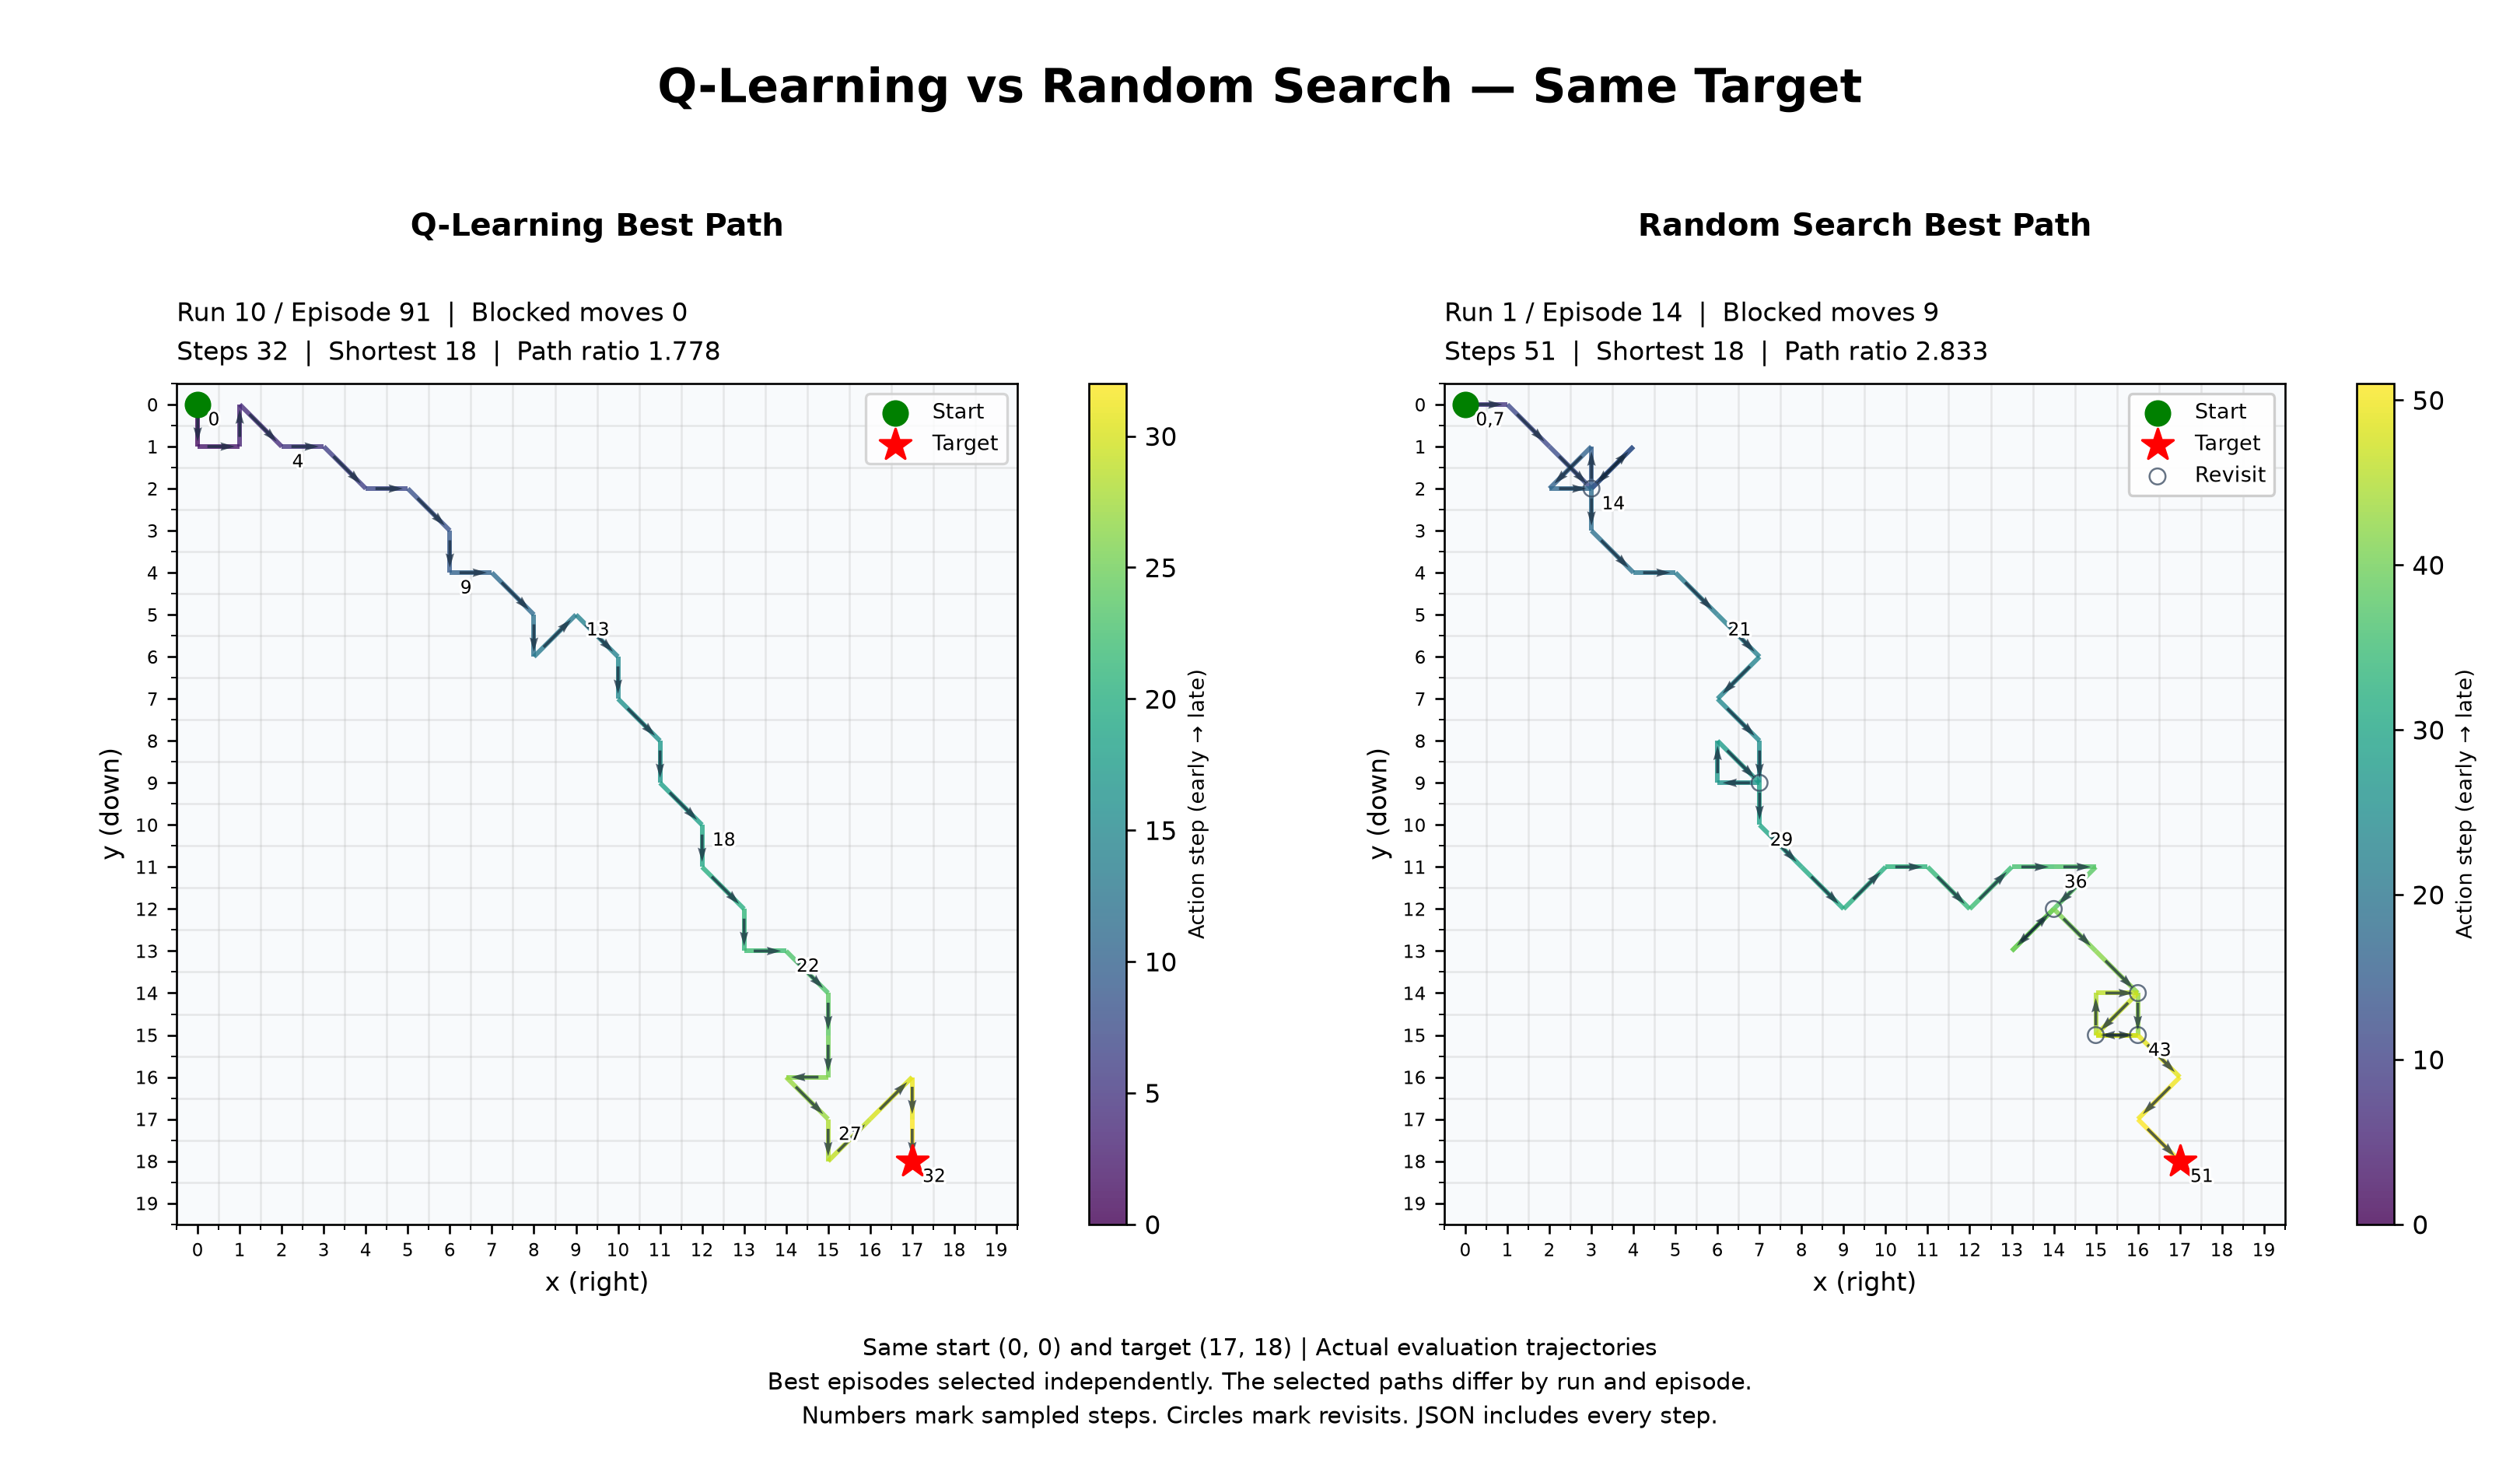 Q-Learning vs Random Search — Same Target
Q-Learning Best Path
Run 10 / Episode 91 | Blocked moves 0
Steps 32 | Shortest 18 | Path ratio 1.778
Start
Target
0
4
9
13
18
22
27
32
0
1
2
3
4
5
6
7
8
9
10
11
12
13
14
15
16
17
18
19
y (down)
0 1 2 3 4 5 6 7 8 9 10 11 12 13 14 15 16 17 18 19
x (right)
30
25
20
15
10
5
0
Action step (early → late)
Random Search Best Path
Run 1 / Episode 14 | Blocked moves 9
Steps 51 | Shortest 18 | Path ratio 2.833
Start
Target
Revisit
0,7
14
21
29
36
43
51
0
1
2
3
4
5
6
7
8
9
10
11
12
13
14
15
16
17
18
19
y (down)
0 1 2 3 4 5 6 7 8 9 10 11 12 13 14 15 16 17 18 19
x (right)
50
40
30
20
10
0
Action step (early → late)
Same start (0, 0) and target (17, 18) | Actual evaluation trajectories
Best episodes selected independently. The selected paths differ by run and episode.
Numbers mark sampled steps. Circles mark revisits. JSON includes every step.